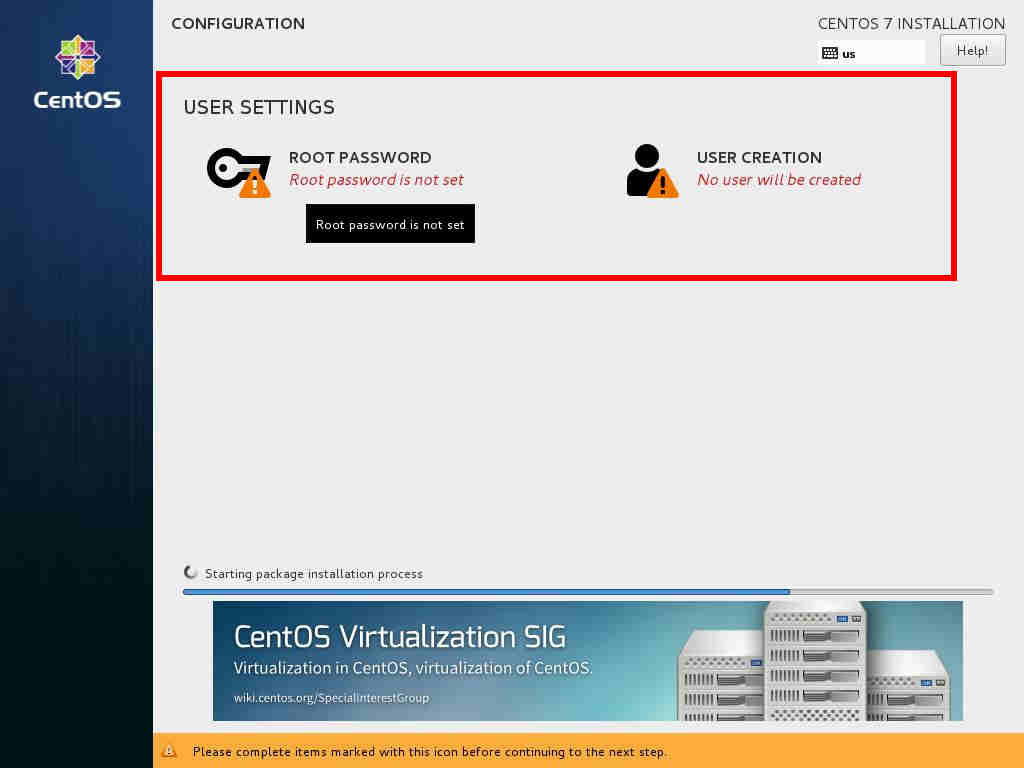 CONFIGURATION
CENTOS 7 INSTALLATION
us
Help!
CentOS
USER SETTINGS
ROOT PASSWORD
Root password is not set
Root password is not set
USER CREATION
No user will be created
Starting package installation process
CentOS Virtualization SIG
Virtualization in CentOS, virtualization of CentOS.
wiki.centos.org/SpecialInterestGroup
Please complete items marked with this icon before continuing to the next step.